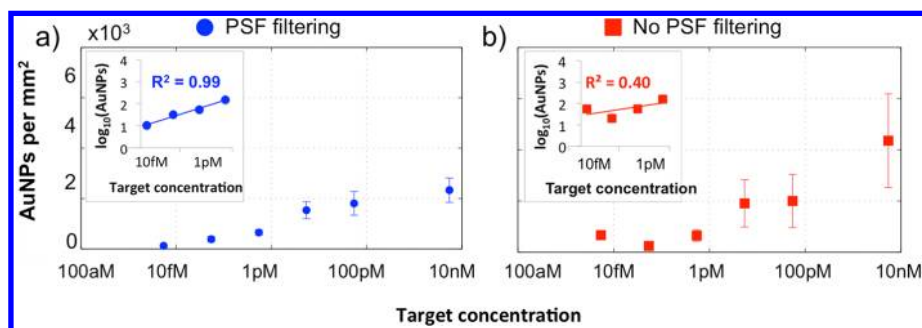 a)
x10³
PSF filtering
b)
No PSF filtering
AuNPs per mm²
6
4
2
0
log₁₀(AuNPs)
4
3
2
1
0
R² = 0.99
10fM 1pM
Target concentration
100aM 10fM 1pM 100pM 10nM
log₁₀(AuNPs)
4
3
2
1
0
R² = 0.40
10fM 1pM
Target concentration
100aM 10fM 1pM 100pM 10nM
Target concentration